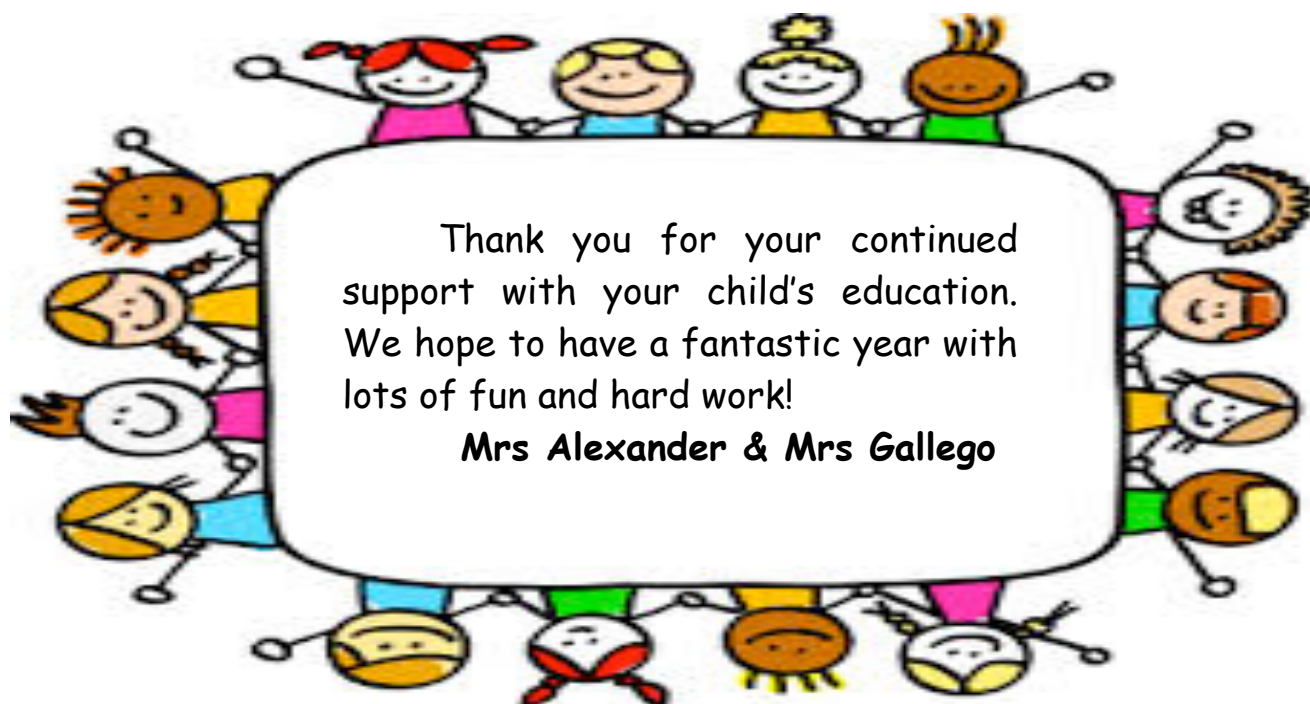 Thank you for your continued
support with your child’s education.
We hope to have a fantastic year with
lots of fun and hard work!
Mrs Alexander & Mrs Gallego